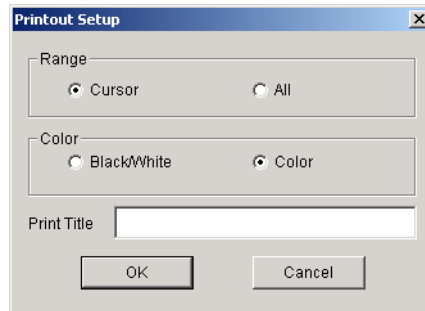 Printout Setup
Range
Cursor All
Color
Black/White Color
Print Title
OK Cancel